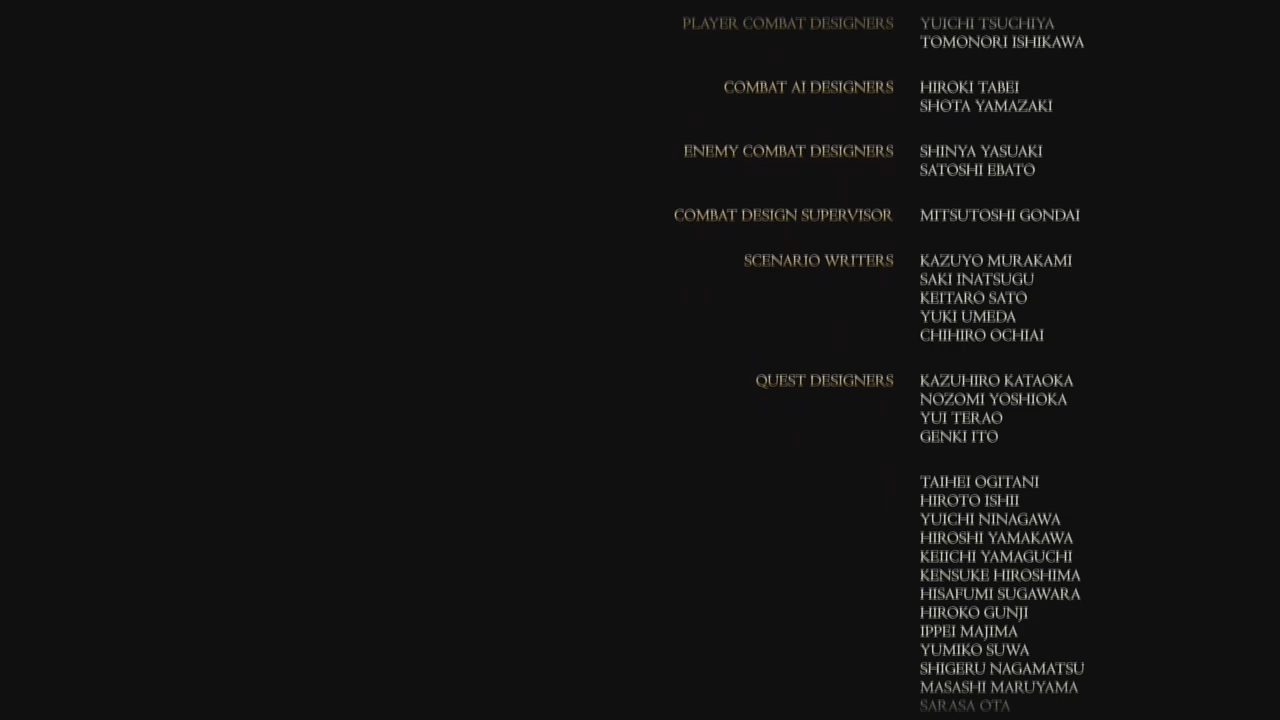 PLAYER COMBAT DESIGNERS YUICHI TSUCHIYA
TOMONORI ISHIKAWA
COMBAT AI DESIGNERS HIROKI TABEI
SHOTA YAMAZAKI
ENEMY COMBAT DESIGNERS SHINYA YASUAKI
SATOSHI EBATO
COMBAT DESIGN SUPERVISOR MITSUTOSHI GONDAI
SCENARIO WRITERS KAZUYO MURAKAMI
SAKI INATSUGU
KEITARO SATO
YUKI UMEDA
CHIHIRO OCHIAI
QUEST DESIGNERS KAZUHIRO KATAOKA
NOZOMI YOSHIOKA
YUI TERAO
GENKI ITO
TAIHEI OGITANI
HIROTO ISHII
YUICHI NINAGAWA
HIROSHI YAMAKAWA
KEIICHI YAMAGUCHI
KENSUKE HIROSHIMA
HISAFUMI SUGAWARA
HIROKO GUNJI
IPPEI MAJIMA
YUMIKO SUWA
SHIGERU NAGAMATSU
MASASHI MARUYAMA
SARASA OTA